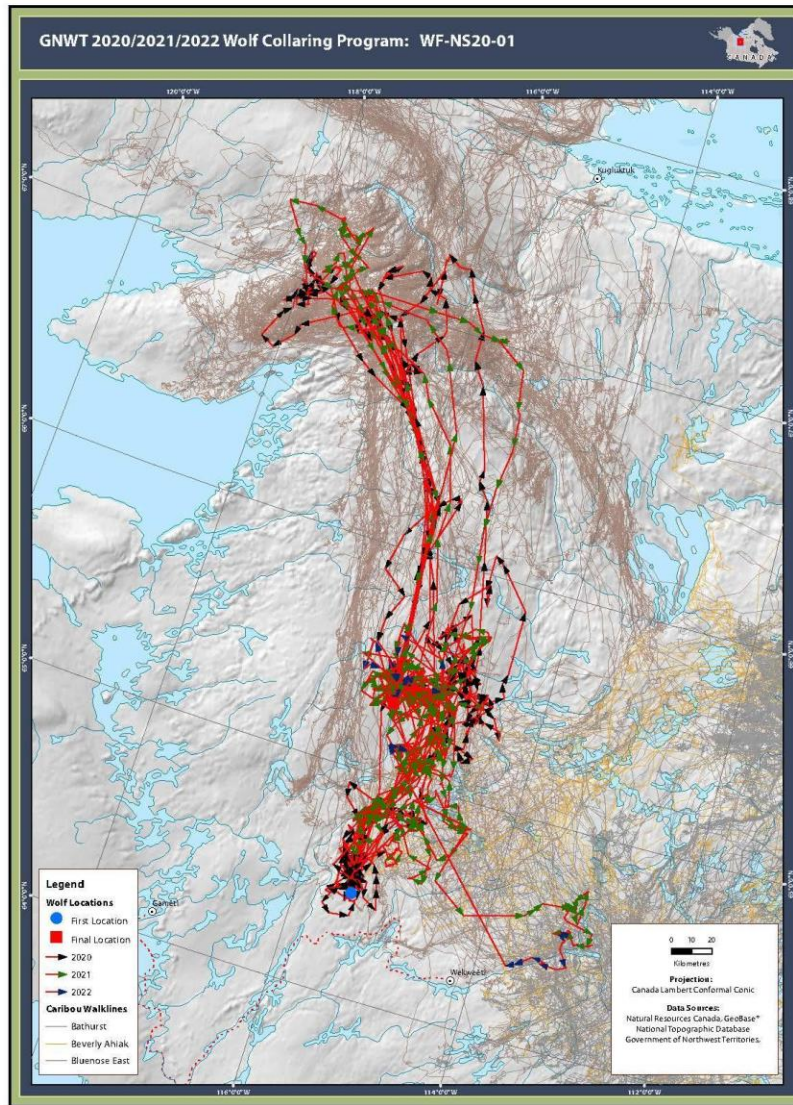 GNWT 2020/2021/2022 Wolf Collaring Program: WF-NS20-01
CANADA
120°0'0"W
118°0'0"W
116°0'0"W
114°0'0"W
Kugluktuk
Gamètì
Wekweètì
Legend
Wolf Locations
First Location
Final Location
2020
2021
2022
Caribou Walklines
Bathurst
Beverly Ahiak
Bluenose East
0 10 20
Kilometres
Projection:
Canada Lambert Conformal Conic
Data Sources:
Natural Resources Canada, GeoBase®
National Topographic Database
Government of Northwest Territories.
116°0'0"W
114°0'0"W
112°0'0"W